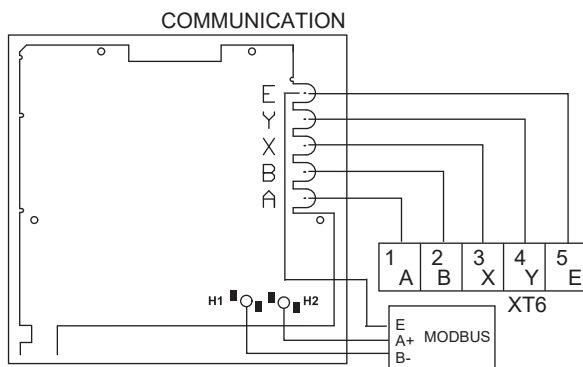 COMMUNICATION
E
Y
X
B
A
1 2 3 4 5
A B X Y E
XT6
H1 H2
E
A+ MODBUS
B-